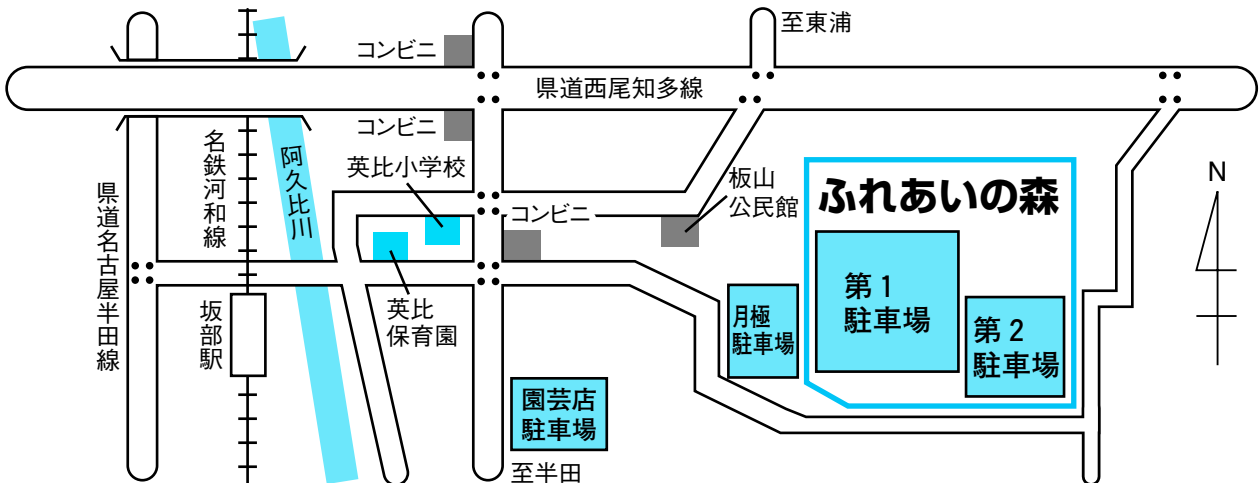 至東浦
コンビニ
県道西尾知多線
コンビニ
名鉄河和線
阿久比川
英比小学校
板山
公民館
ふれあいの森
N
県道名古屋半田線
コンビニ
第1
駐車場
坂部駅
英比
保育園
月極
駐車場
第2
駐車場
園芸店
駐車場
至半田